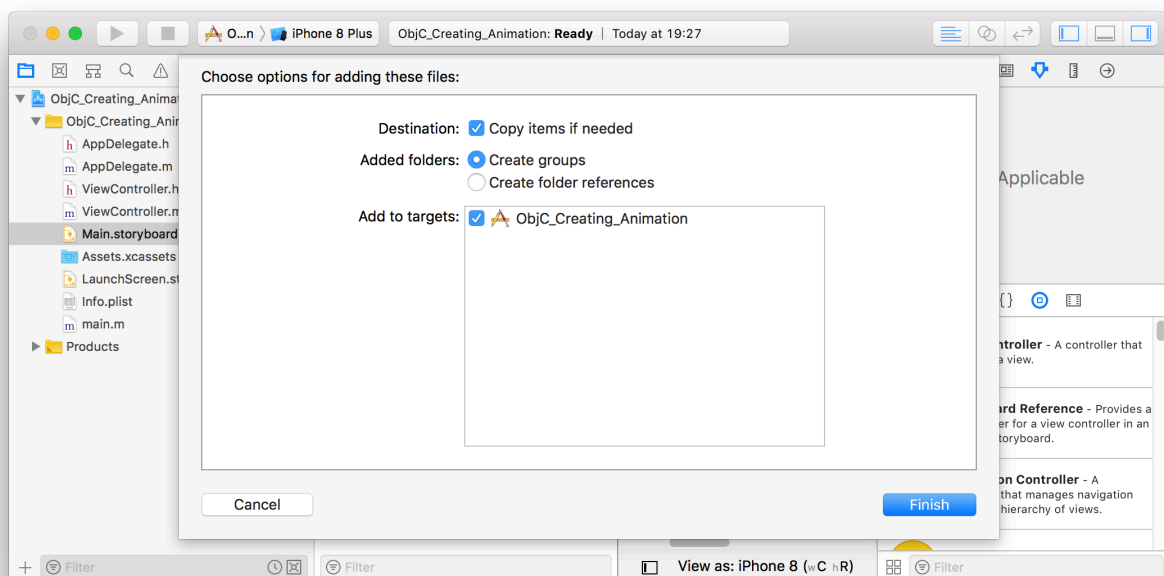 O...n 〉 iPhone 8 Plus
ObjC_Creating_Animation: Ready | Today at 19:27
Choose options for adding these files:
ObjC_Creating_Animat
ObjC_Creating_Anir
h AppDelegate.h
m AppDelegate.m
h ViewController.h
m ViewController.m
Main.storyboard
Assets.xcassets
LaunchScreen.st
Info.plist
m main.m
Products
Destination: Copy items if needed
Added folders: Create groups
Create folder references
Add to targets: ObjC_Creating_Animation
Cancel
Finish
Applicable
{}
ntroller - A controller that
a view.
ard Reference - Provides a
er for a view controller in an
toryboard.
on Controller - A
that manages navigation
hierarchy of views.
Filter
Filter
View as: iPhone 8 (wC hR)
Filter